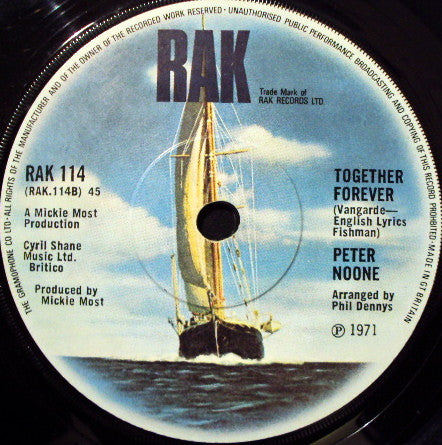 THE GRAMOPHONE CO LTD·ALL RIGHTS OF THE MANUFACTURER AND OF THE OWNER OF THE RECORDED WORK RESERVED · UNAUTHORISED PUBLIC PERFORMANCE BROADCASTING AND COPYING OF THIS RECORD PROHIBITED·MADE IN GT BRITAIN
RAK
Trade Mark of
RAK RECORDS LTD.
RAK 114
(RAK.114B) 45
A Mickie Most
Production
Cyril Shane
Music Ltd.
Britico
Produced by
Mickie Most
TOGETHER
FOREVER
(Vangarde—
English Lyrics
Fishman)
PETER
NOONE
Arranged by
Phil Dennys
℗ 1971